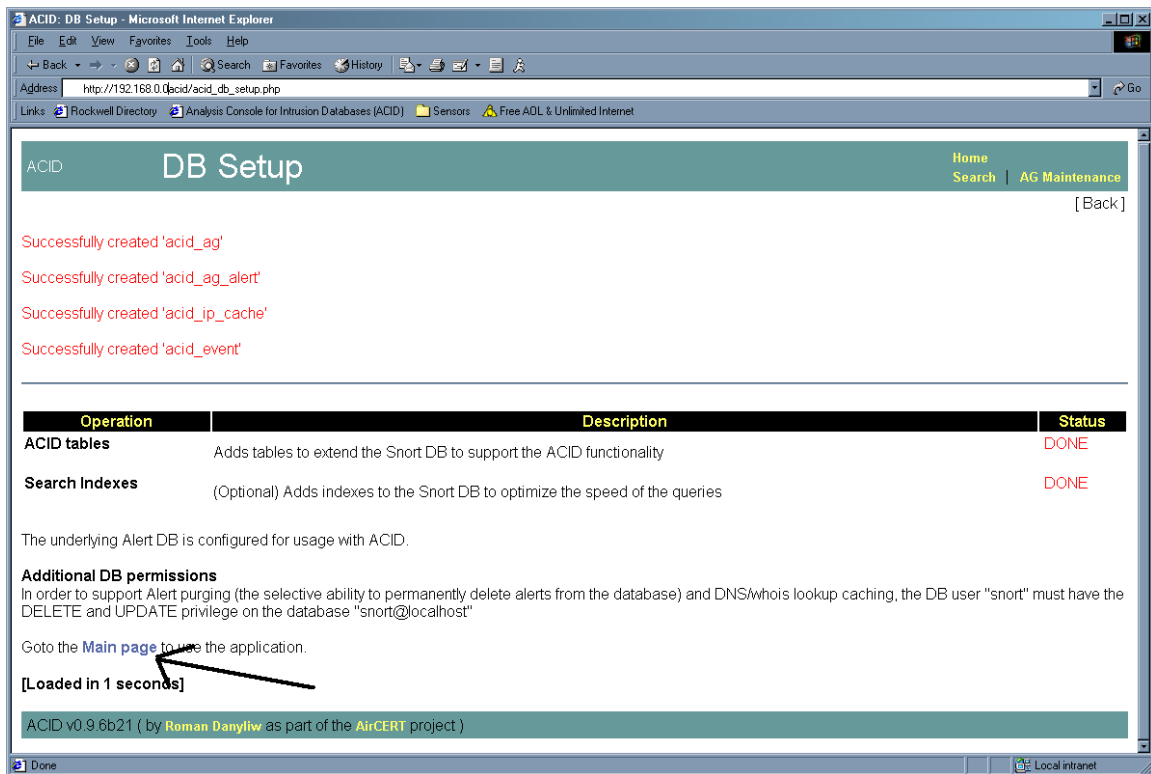 ACID: DB Setup - Microsoft Internet Explorer
File Edit View Favorites Tools Help
Back Search Favorites History
Address http://192.168.0.0acid/acid_db_setup.php Go
Links Rockwell Directory Analysis Console for Intrusion Databases (ACID) Sensors Free AOL & Unlimited Internet
ACID DB Setup
Home
Search | AG Maintenance
[ Back ]
Successfully created 'acid_ag'
Successfully created 'acid_ag_alert'
Successfully created 'acid_ip_cache'
Successfully created 'acid_event'
Operation Description Status
ACID tables Adds tables to extend the Snort DB to support the ACID functionality DONE
Search Indexes (Optional) Adds indexes to the Snort DB to optimize the speed of the queries DONE
The underlying Alert DB is configured for usage with ACID.
Additional DB permissions
In order to support Alert purging (the selective ability to permanently delete alerts from the database) and DNS/whois lookup caching, the DB user "snort" must have the
DELETE and UPDATE privilege on the database "snort@localhost"
Goto the Main page to use the application.
[Loaded in 1 seconds]
ACID v0.9.6b21 ( by Roman Danyliw as part of the AirCERT project )
Done Local intranet